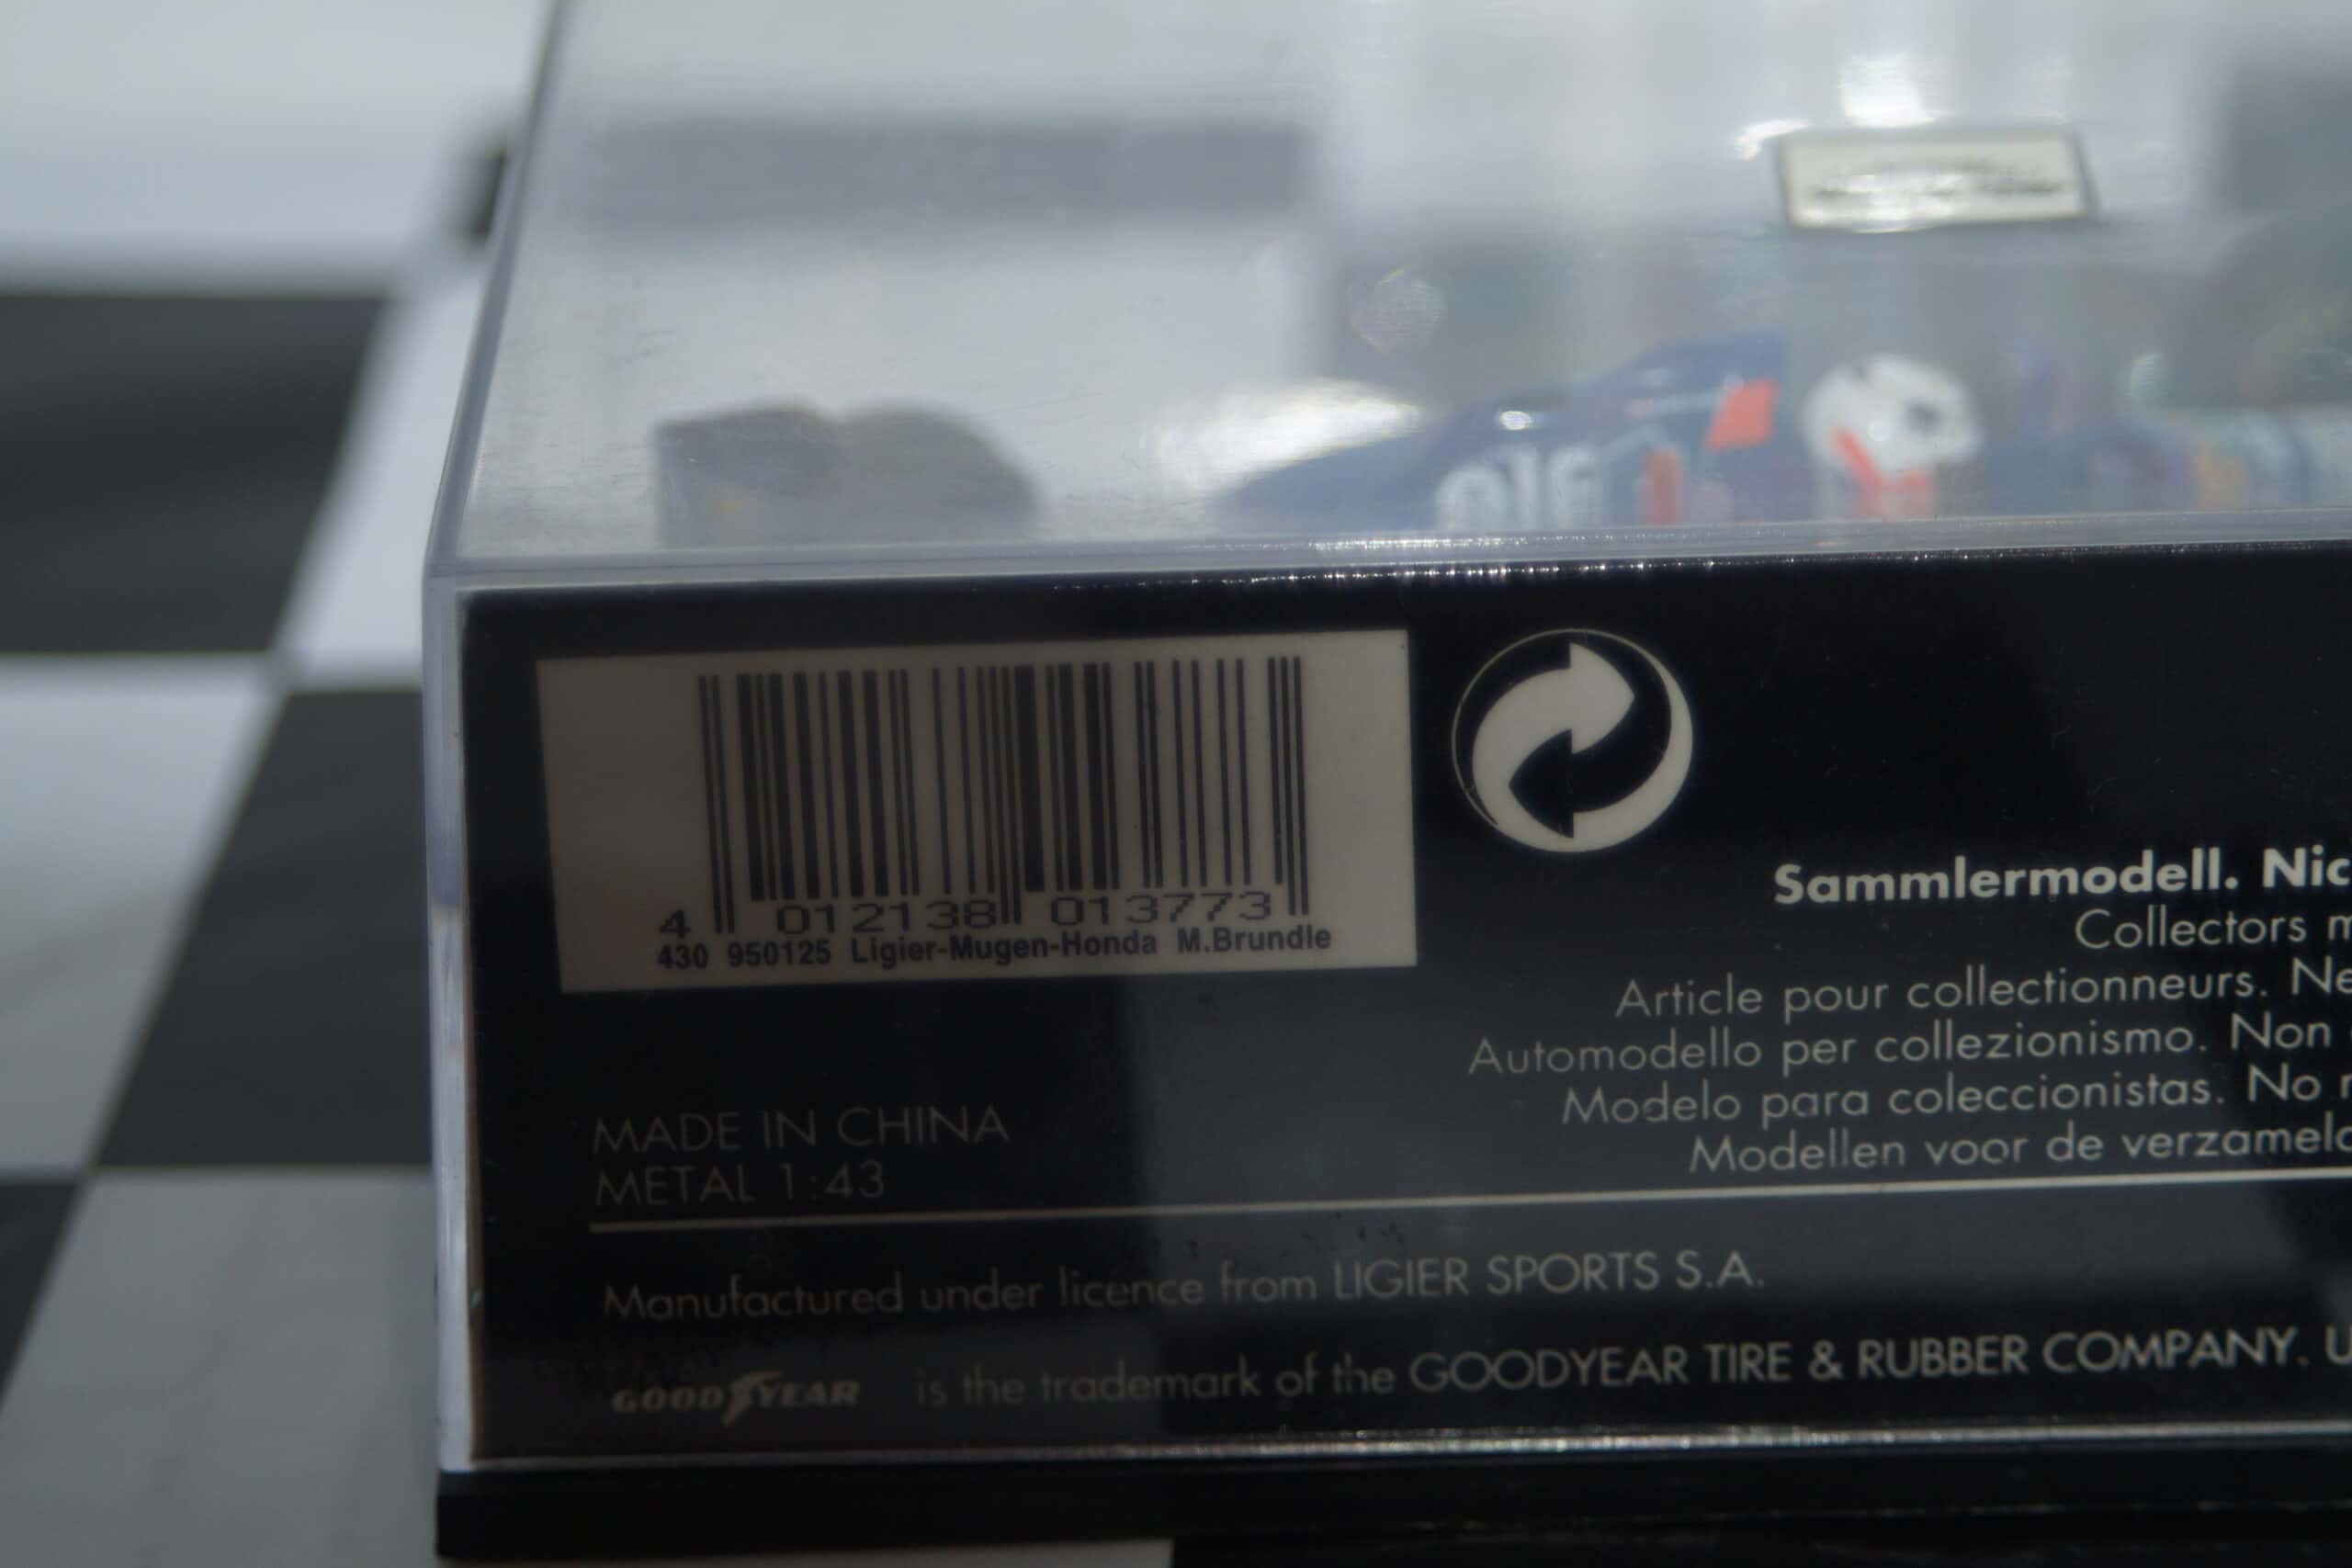 4 012138 013773
430 950125 Ligier-Mugen-Honda M.Brundle
Sammlermodell. Nic
Collectors m
Article pour collectionneurs. Ne
Automodello per collezionismo. Non
Modelo para coleccionistas. No
Modellen voor de verzamel
MADE IN CHINA
METAL 1:43
Manufactured under licence from LIGIER SPORTS S.A.
GOODYEAR is the trademark of the GOODYEAR TIRE & RUBBER COMPANY. U